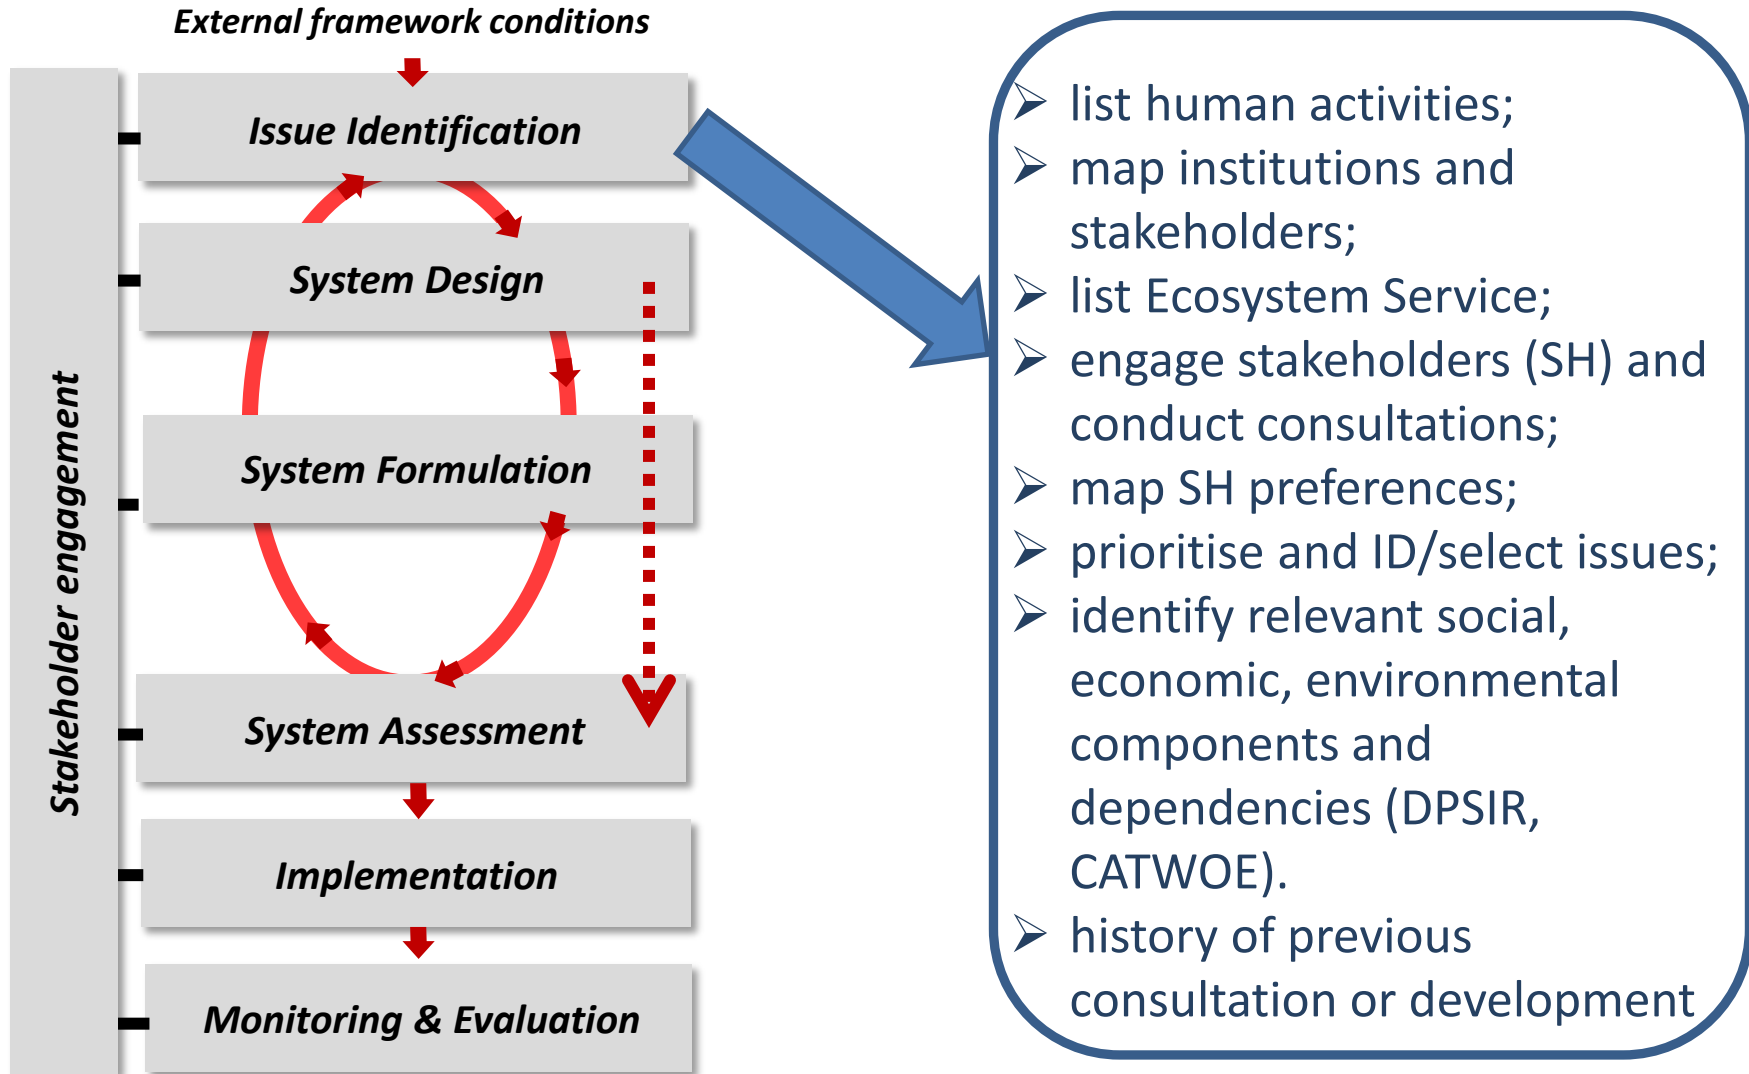 External framework conditions
Stakeholder engagement
Issue Identification
System Design
System Formulation
System Assessment
Implementation
Monitoring & Evaluation
➢ list human activities;
➢ map institutions and
stakeholders;
➢ list Ecosystem Service;
➢ engage stakeholders (SH) and
conduct consultations;
➢ map SH preferences;
➢ prioritise and ID/select issues;
➢ identify relevant social,
economic, environmental
components and
dependencies (DPSIR,
CATWOE).
➢ history of previous
consultation or development